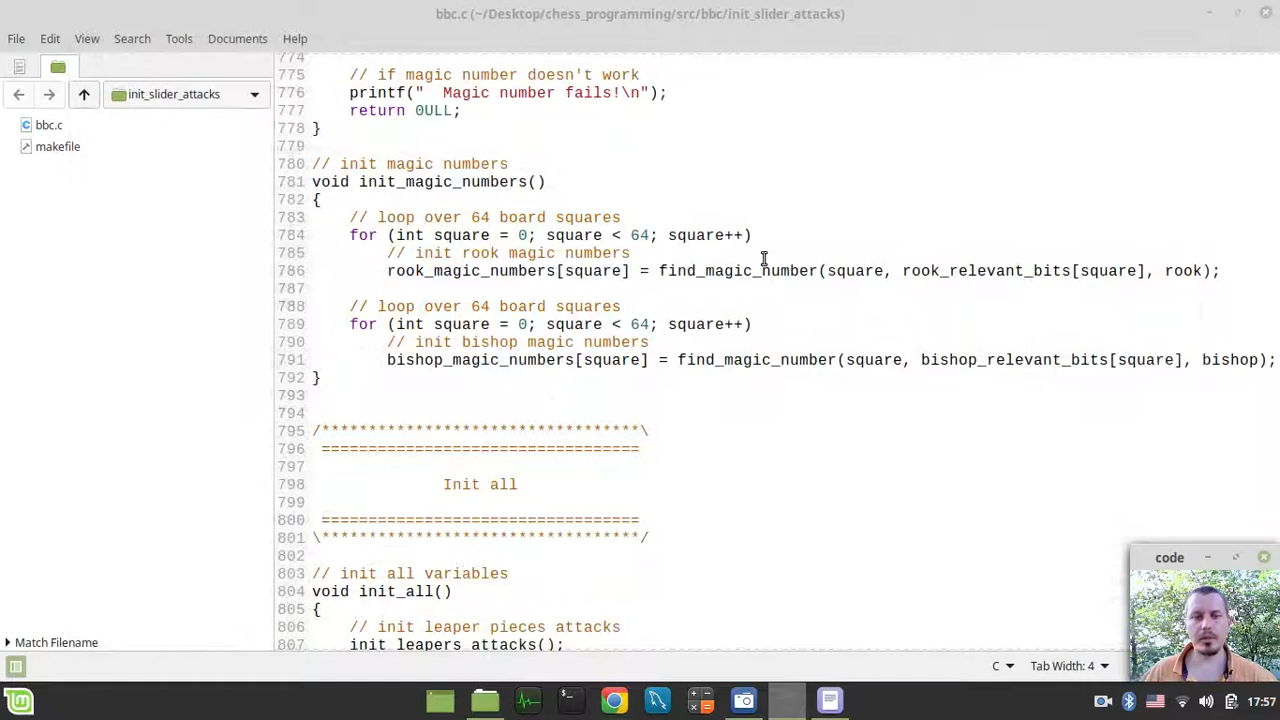 bbc.c (~/Desktop/chess_programming/src/bbc/init_slider_attacks)
File Edit View Search Tools Documents Help
init_slider_attacks
bbc.c
makefile
774
775 // if magic number doesn't work
776 printf("  Magic number fails!\n");
777 return 0ULL;
778 }
779
780 // init magic numbers
781 void init_magic_numbers()
782 {
783 // loop over 64 board squares
784 for (int square = 0; square < 64; square++)
785 // init rook magic numbers
786 rook_magic_numbers[square] = find_magic_number(square, rook_relevant_bits[square], rook);
787
788 // loop over 64 board squares
789 for (int square = 0; square < 64; square++)
790 // init bishop magic numbers
791 bishop_magic_numbers[square] = find_magic_number(square, bishop_relevant_bits[square], bishop);
792 }
793
794
795 /**********************************\
796 ==================================
797
798 Init all
799
800 ==================================
801 \**********************************/
802
803 // init all variables
804 void init_all()
805 {
806 // init leaper pieces attacks
807 init_leapers_attacks();
code
Match Filename
C Tab Width: 4
17:57